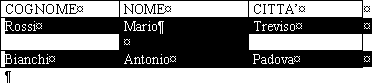 COGNOME¤ NOME¤ CITTA’¤ ¤
Rossi¤ Mario¶ Treviso¤ ¤
¤
Bianchi¤ Antonio¤ Padova¤ ¤
¶